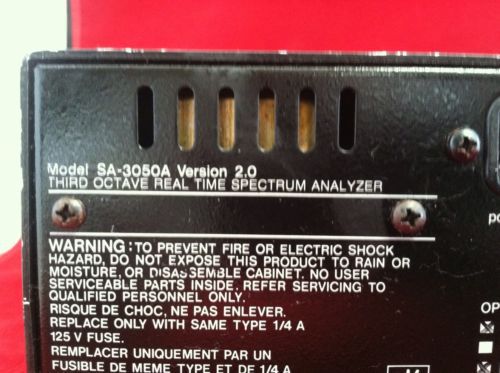 Model SA-3050A Version 2.0
THIRD OCTAVE REAL TIME SPECTRUM ANALYZER
WARNING: TO PREVENT FIRE OR ELECTRIC SHOCK
HAZARD, DO NOT EXPOSE THIS PRODUCT TO RAIN OR
MOISTURE, OR DISASSEMBLE CABINET. NO USER
SERVICEABLE PARTS INSIDE. REFER SERVICING TO
QUALIFIED PERSONNEL ONLY.
RISQUE DE CHOC, NE PAS ENLEVER.
REPLACE ONLY WITH SAME TYPE 1/4 A
125 V FUSE.
REMPLACER UNIQUEMENT PAR UN
FUSIBLE DE MEME TYPE ET DE 1/4 A
po
OP